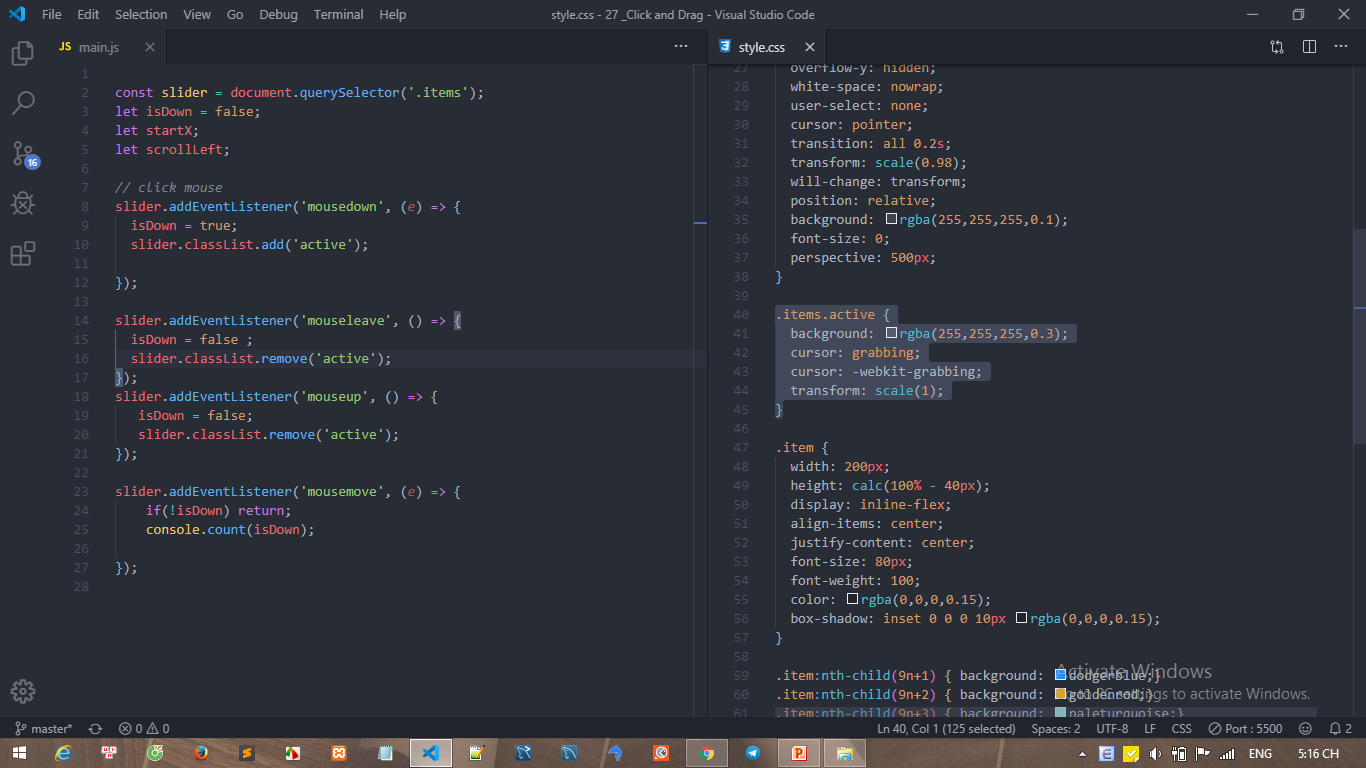 File Edit Selection View Go Debug Terminal Help
style.css - 27 _Click and Drag - Visual Studio Code
JS main.js
style.css
1
2 const slider = document.querySelector('.items');
3 let isDown = false;
4 let startX;
5 let scrollLeft;
6
7 // click mouse
8 slider.addEventListener('mousedown', (e) => {
9 isDown = true;
10 slider.classList.add('active');
11
12 });
13
14 slider.addEventListener('mouseleave', () => {
15 isDown = false ;
16 slider.classList.remove('active');
17 });
18 slider.addEventListener('mouseup', () => {
19 isDown = false;
20 slider.classList.remove('active');
21 });
22
23 slider.addEventListener('mousemove', (e) => {
24 if(!isDown) return;
25 console.count(isDown);
26
27 });
28
16
27 overflow-y: hidden;
28 white-space: nowrap;
29 user-select: none;
30 cursor: pointer;
31 transition: all 0.2s;
32 transform: scale(0.98);
33 will-change: transform;
34 position: relative;
35 background: rgba(255,255,255,0.1);
36 font-size: 0;
37 perspective: 500px;
38 }
39
40 .items.active {
41 background: rgba(255,255,255,0.3);
42 cursor: grabbing;
43 cursor: -webkit-grabbing;
44 transform: scale(1);
45 }
46
47 .item {
48 width: 200px;
49 height: calc(100% - 40px);
50 display: inline-flex;
51 align-items: center;
52 justify-content: center;
53 font-size: 80px;
54 font-weight: 100;
55 color: rgba(0,0,0,0.15);
56 box-shadow: inset 0 0 0 10px rgba(0,0,0,0.15);
57 }
58
59 .item:nth-child(9n+1) { background: dodgerblue;}
60 .item:nth-child(9n+2) { background: goldenrod;}
61 .item:nth-child(9n+3) { background: paleturquoise;}
Activate Windows
to PC settings to activate Windows.
master* 0 0 Ln 40, Col 1 (125 selected) Spaces: 2 UTF-8 LF CSS Port : 5500 2
ENG 5:16 CH